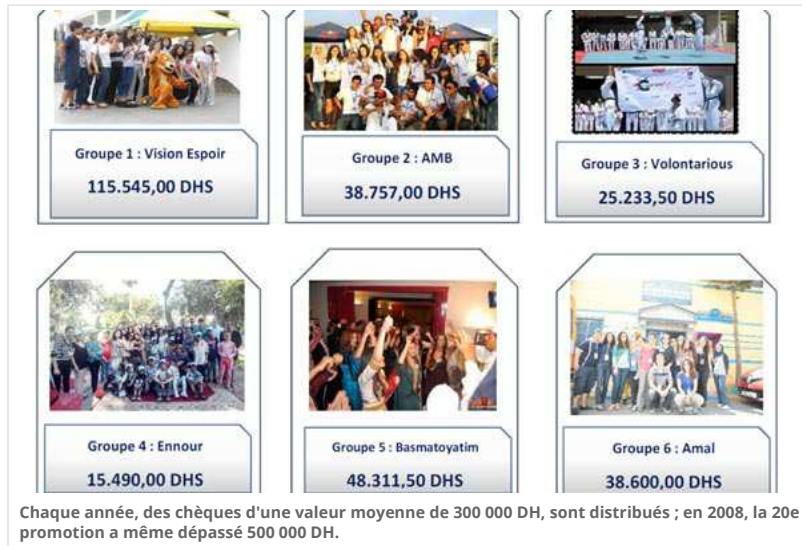 Groupe 1 : Vision Espoir
115.545,00 DHS
Groupe 2 : AMB
38.757,00 DHS
Groupe 3 : Volontarious
25.233,50 DHS
Groupe 4 : Ennour
15.490,00 DHS
Groupe 5 : Basmatoyatim
48.311,50 DHS
Groupe 6 : Amal
38.600,00 DHS
Chaque année, des chèques d'une valeur moyenne de 300 000 DH, sont distribués ; en 2008, la 20e
promotion a même dépassé 500 000 DH.